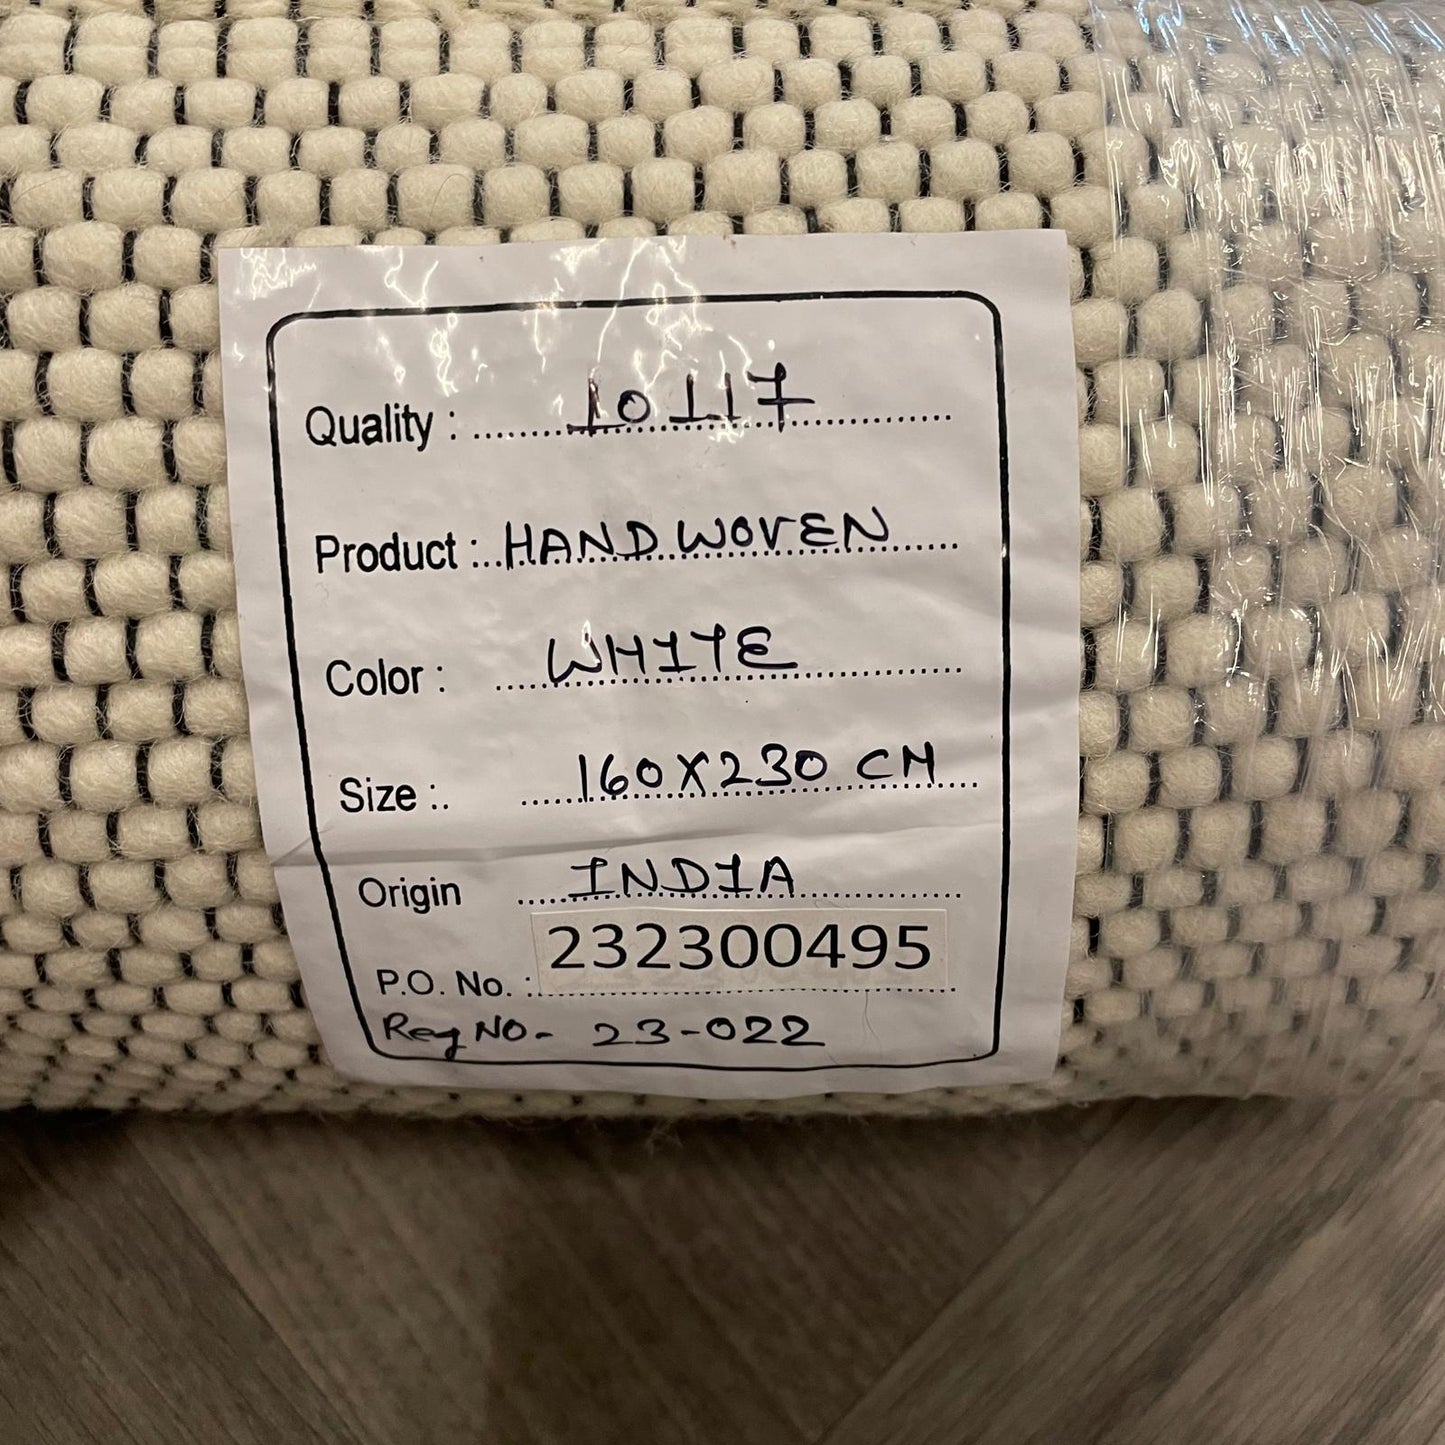 Quality : 10117
Product : HAND WOVEN
Color : WHITE
Size : 160X230 CM
Origin INDIA
P.O. No. : 232300495
Reg NO- 23-022